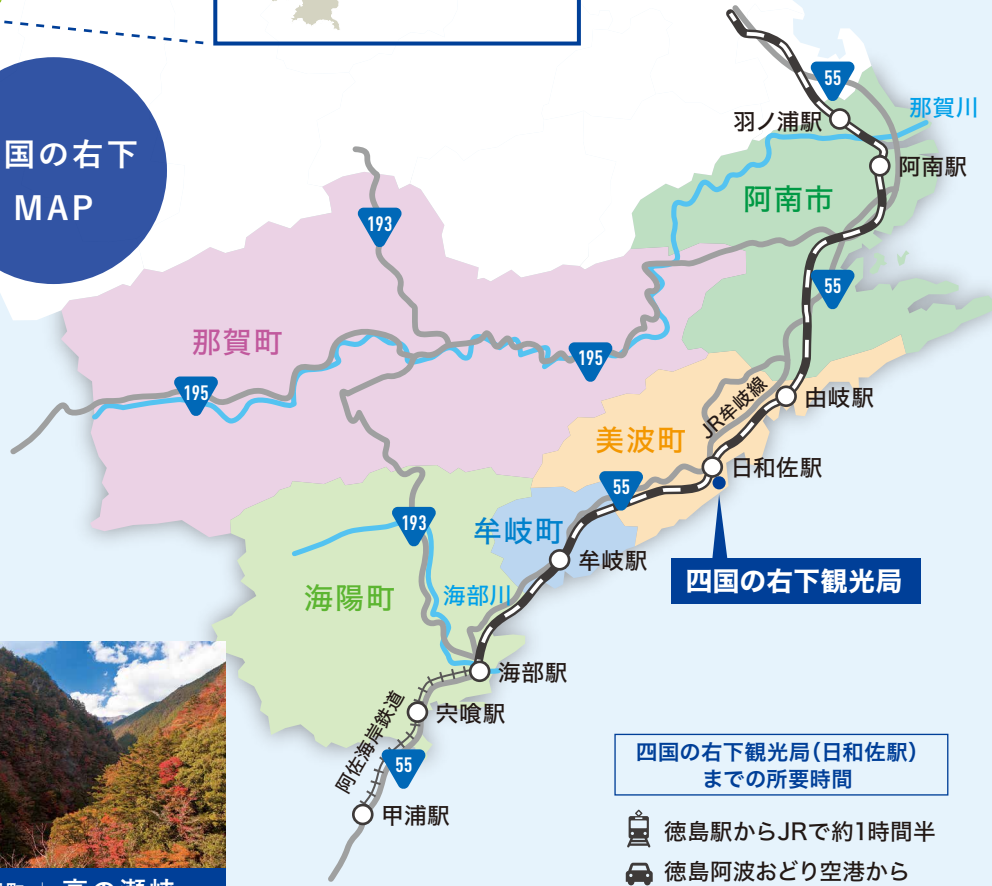 国の右下
MAP
55
那賀川
羽ノ浦駅
阿南駅
阿南市
193
55
那賀町
195
195
由岐駅
JR牟岐線
美波町
日和佐駅
55
193
牟岐町
牟岐駅
四国の右下観光局
海陽町
海部川
海部駅
宍喰駅
阿佐海岸鉄道
55
甲浦駅
四国の右下観光局(日和佐駅)
までの所要時間
徳島駅からJRで約1時間半
徳島阿波おどり空港から